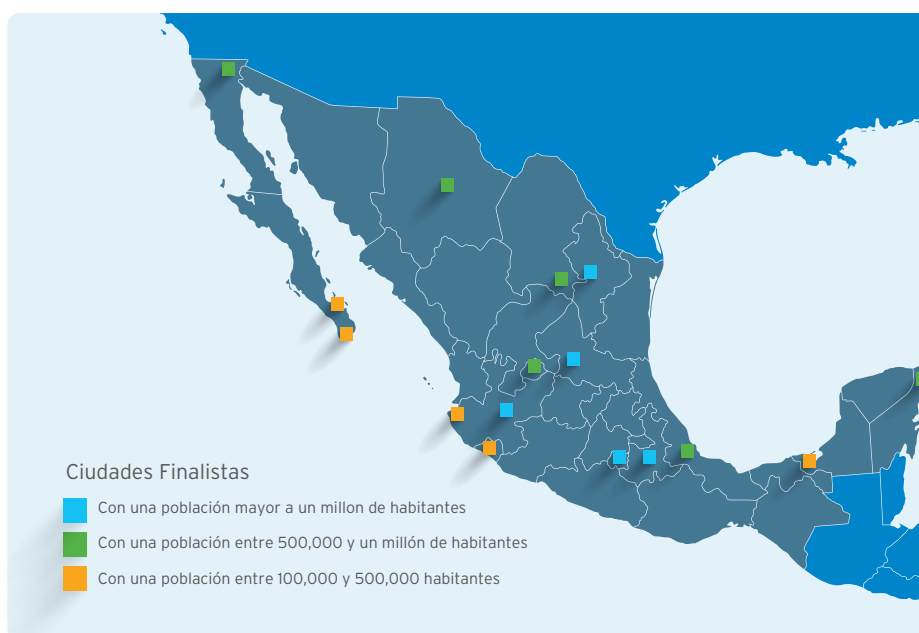 Ciudades Finalistas
Con una población mayor a un millon de habitantes
Con una población entre 500,000 y un millón de habitantes
Con una población entre 100,000 y 500,000 habitantes